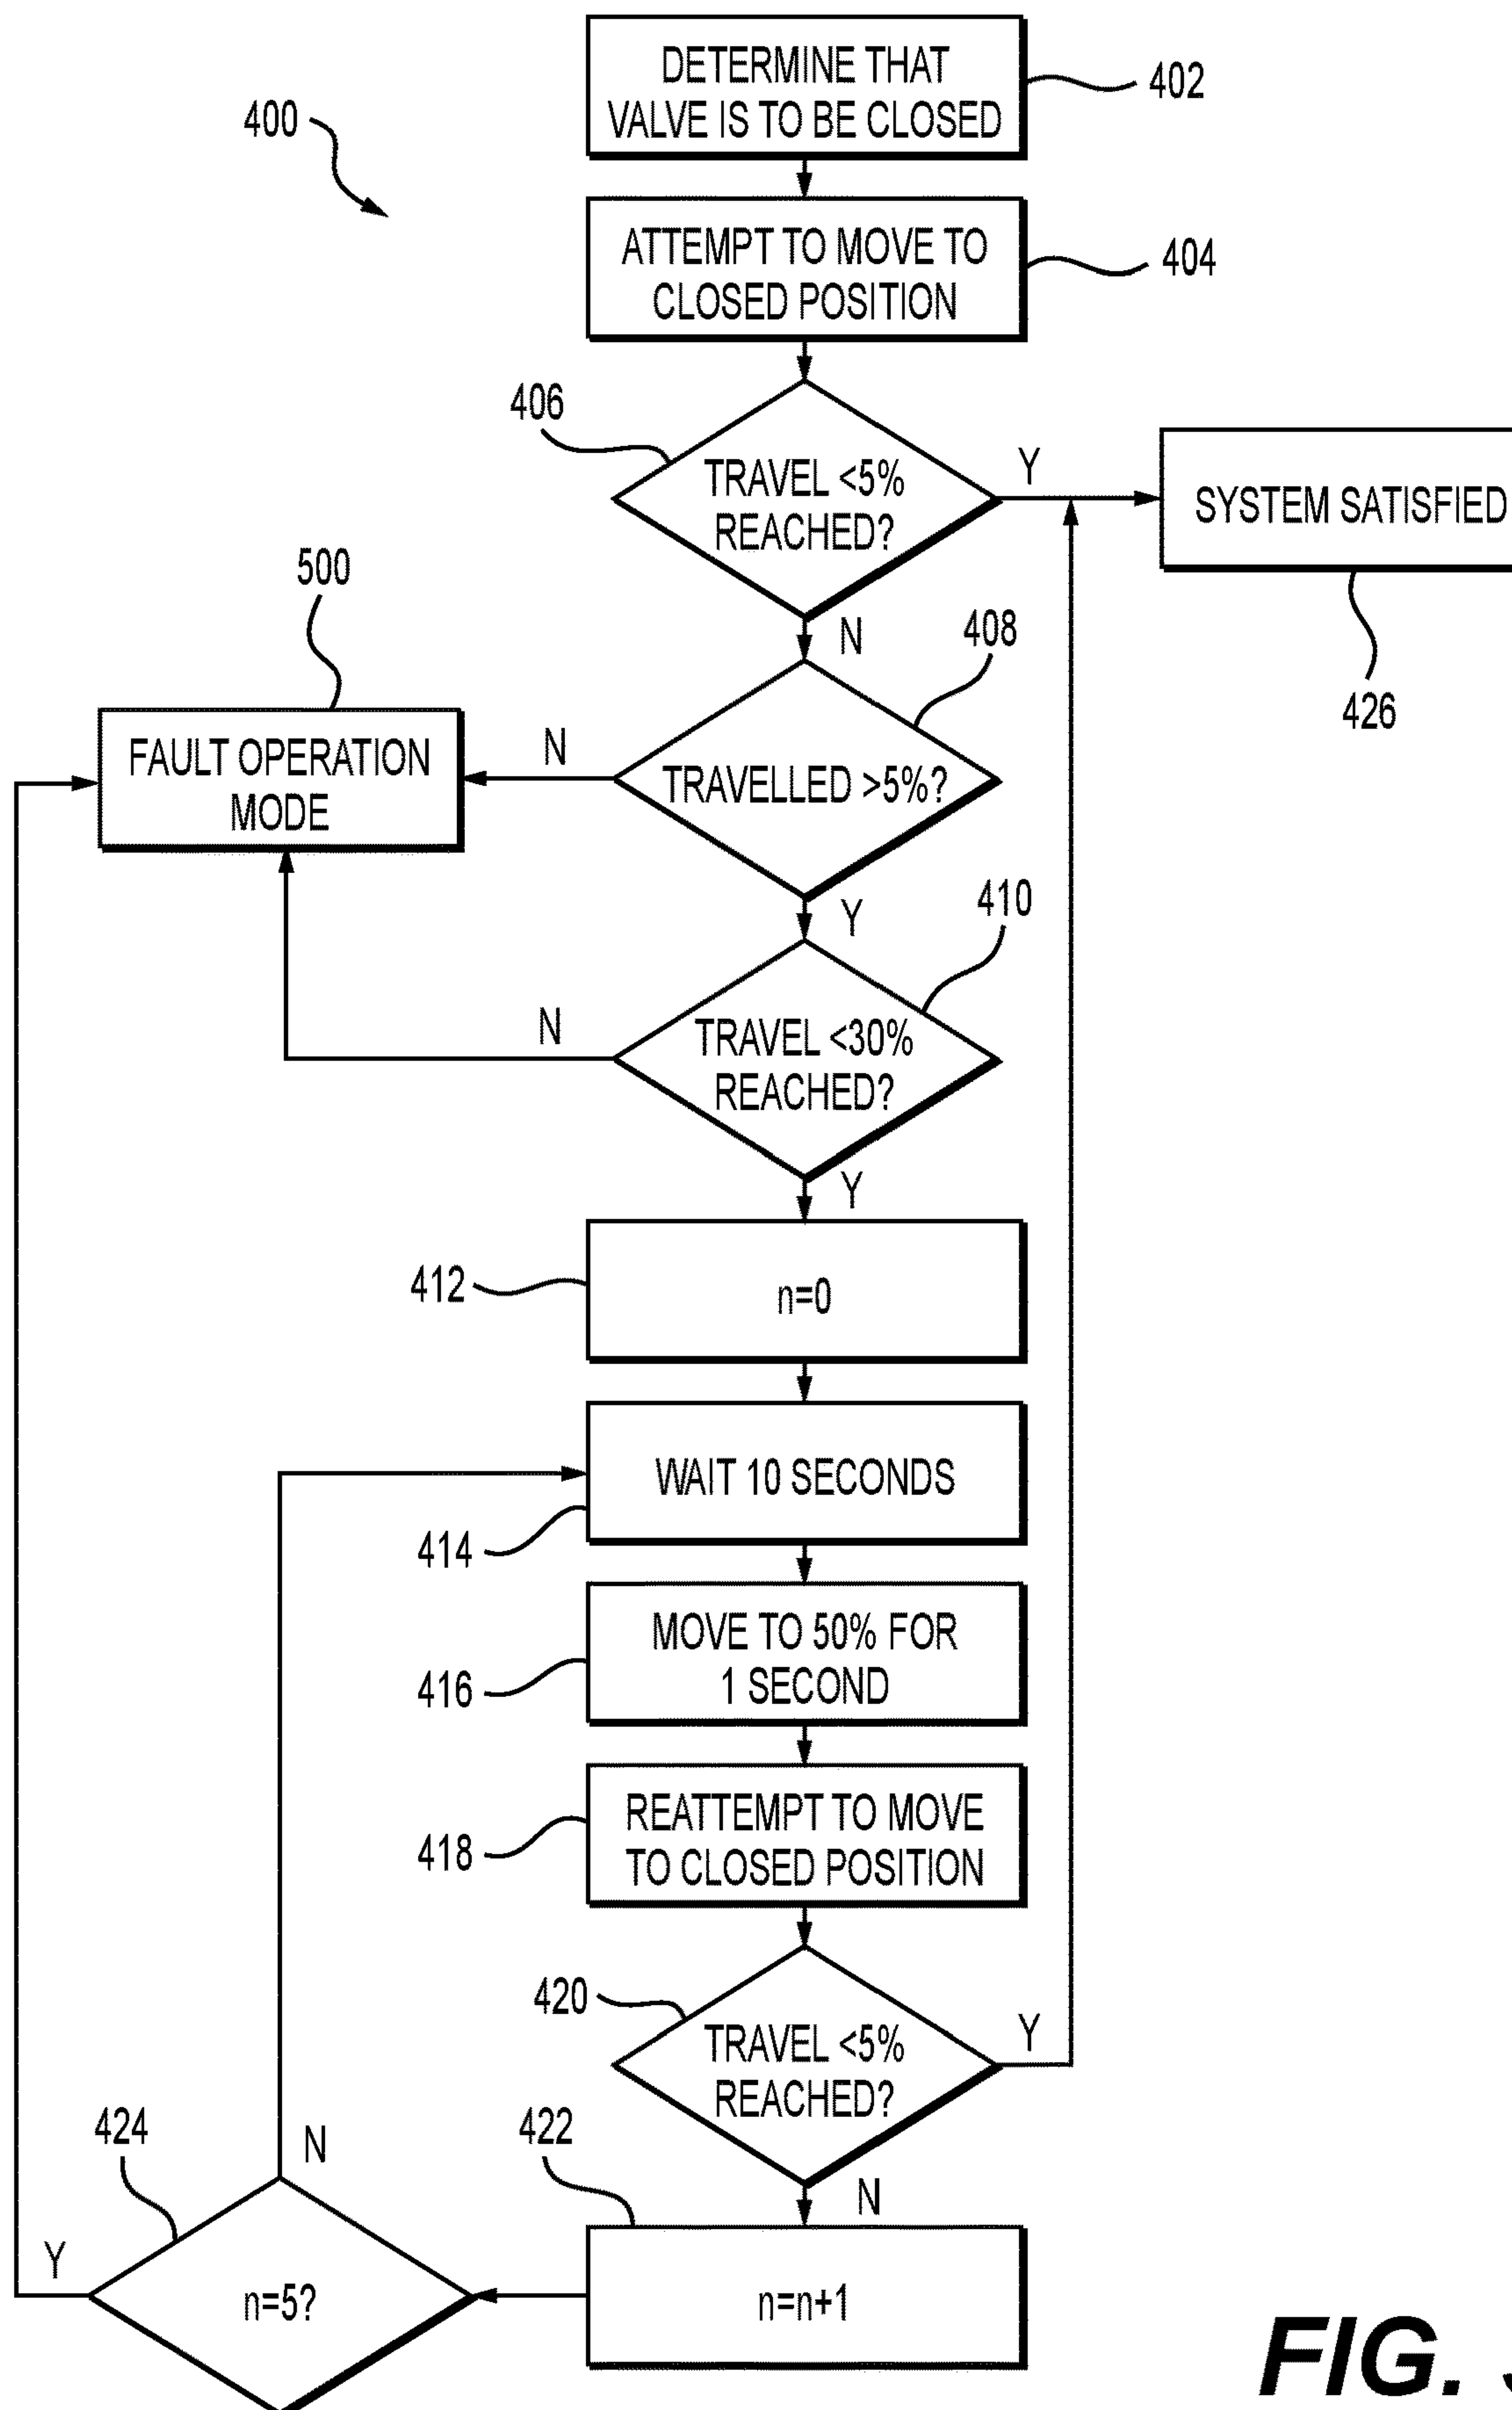 DETERMINE THAT
VALVE IS TO BE CLOSED
402
400
ATTEMPT TO MOVE TO
CLOSED POSITION
404
406
TRAVEL <5%
REACHED?
Y
SYSTEM SATISFIED
426
N
500
408
FAULT OPERATION
MODE
N
TRAVELLED >5%?
Y
410
N
TRAVEL <30%
REACHED?
Y
412
n=0
WAIT 10 SECONDS
414
MOVE TO 50% FOR
1 SECOND
416
REATTEMPT TO MOVE
TO CLOSED POSITION
418
420
TRAVEL <5%
REACHED?
Y
N
424
N
422
Y
n=5?
n=n+1
FIG.